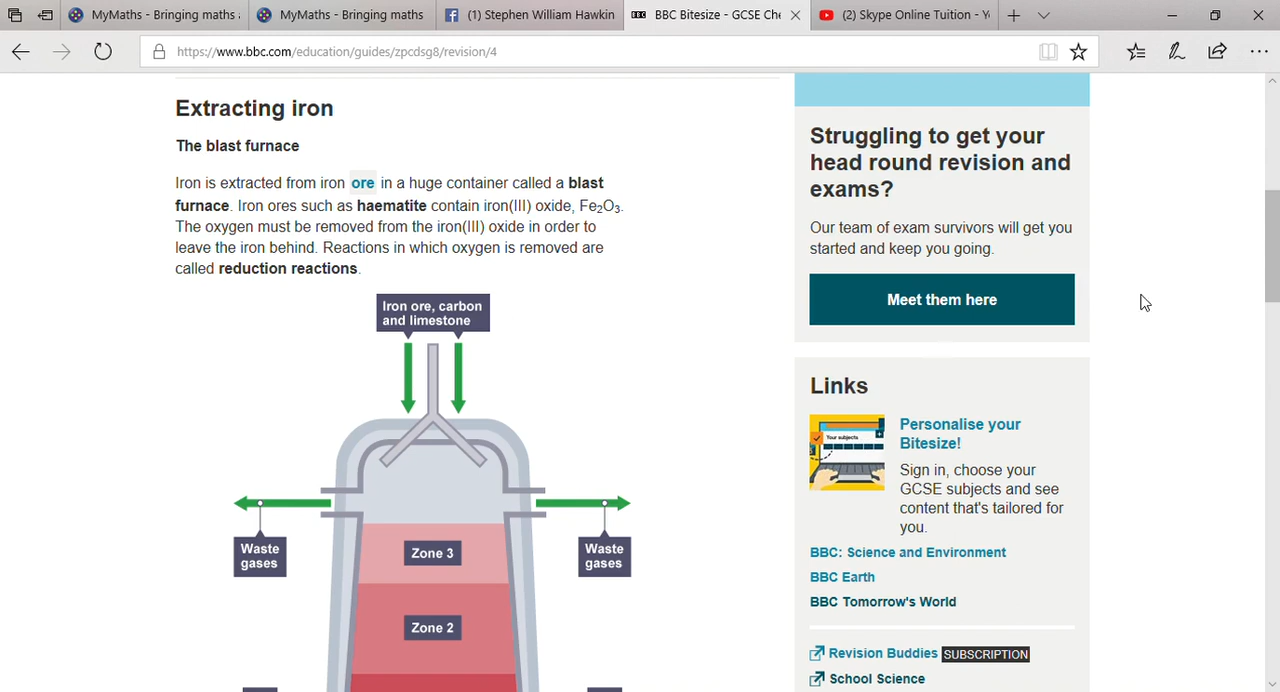 MyMaths - Bringing maths
MyMaths - Bringing maths
(1) Stephen William Hawkin
BBC Bitesize - GSCE Che
(2) Skype Online Tuition - Y
https://www.bbc.com/education/guides/zpcdsg8/revision/4
Extracting iron
The blast furnace
Iron is extracted from iron ore in a huge container called a blast
furnace. Iron ores such as haematite contain iron(III) oxide, Fe₂O₃.
The oxygen must be removed from the iron(III) oxide in order to
leave the iron behind. Reactions in which oxygen is removed are
called reduction reactions.
Iron ore, carbon
and limestone
Waste
gases
Waste
gases
Zone 3
Zone 2
Struggling to get your
head round revision and
exams?
Our team of exam survivors will get you
started and keep you going.
Meet them here
Links
Your subjects
Personalise your
Bitesize!
Sign in, choose your
GCSE subjects and see
content that's tailored for
you.
BBC: Science and Environment
BBC Earth
BBC Tomorrow's World
Revision Buddies SUBSCRIPTION
School Science